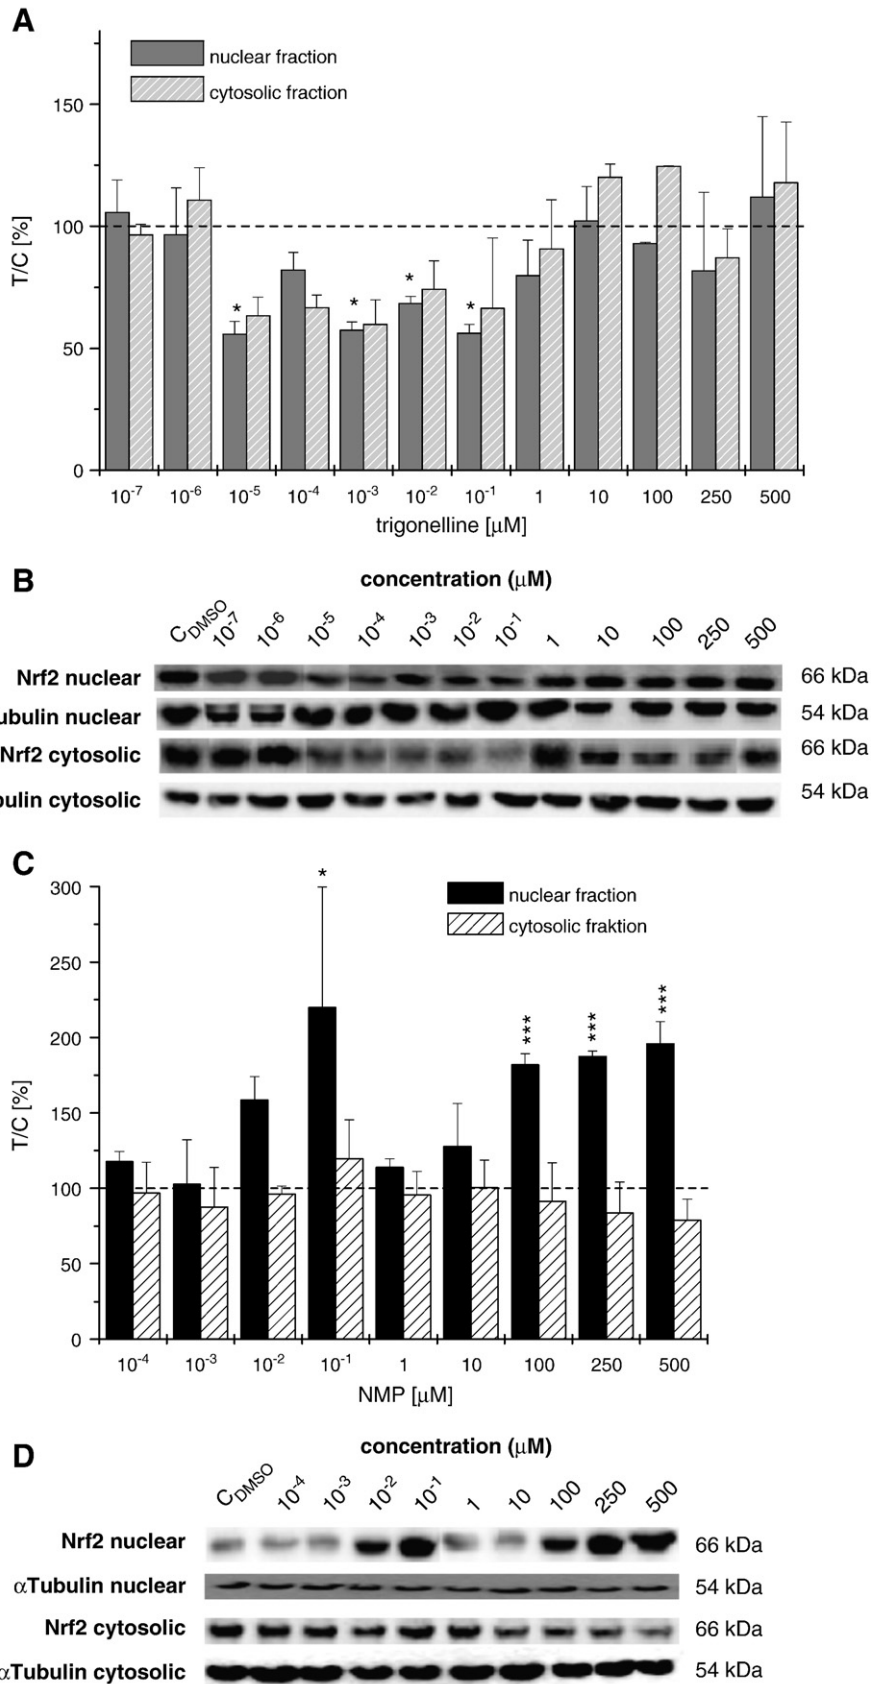 A
nuclear fraction
cytosolic fraction
150
100
50
0
T/C [%]
*
*
*
*
10⁻⁷ 10⁻⁶ 10⁻⁵ 10⁻⁴ 10⁻³ 10⁻² 10⁻¹ 1 10 100 250 500
trigonelline [μM]
B
concentration (μM)
C_DMSO 10⁻⁷ 10⁻⁶ 10⁻⁵ 10⁻⁴ 10⁻³ 10⁻² 10⁻¹ 1 10 100 250 500
Nrf2 nuclear 66 kDa
ubulin nuclear 54 kDa
Nrf2 cytosolic 66 kDa
bulin cytosolic 54 kDa
C
nuclear fraction
cytosolic fraktion
300
250
200
150
100
50
0
T/C [%]
*
***
***
***
10⁻⁴ 10⁻³ 10⁻² 10⁻¹ 1 10 100 250 500
NMP [μM]
D
concentration (μM)
C_DMSO 10⁻⁴ 10⁻³ 10⁻² 10⁻¹ 1 10 100 250 500
Nrf2 nuclear 66 kDa
αTubulin nuclear 54 kDa
Nrf2 cytosolic 66 kDa
αTubulin cytosolic 54 kDa